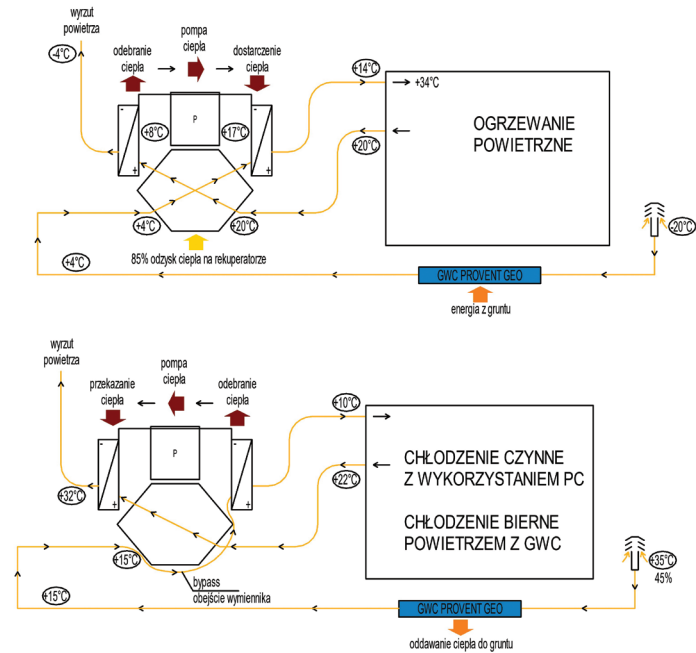 wyrzut
powietrza
-4°C
odebranie
ciepła
pompa
ciepła
dostarczenie
ciepła
+14°C
+34°C
-
P
-
+8°C
+17°C
+
+
+20°C
OGRZEWANIE
POWIETRZNE
+4°C
+20°C
-20°C
85% odzysk ciepła na rekuperatorze
+4°C
GWC PROVENT GEO
energia z gruntu
wyrzut
powietrza
przekazanie
ciepła
pompa
ciepła
odebranie
ciepła
+10°C
-
P
-
+
+
+32°C
+22°C
CHŁODZENIE CZYNNE
Z WYKORZYSTANIEM PC
CHŁODZENIE BIERNE
POWIETRZEM Z GWC
+15°C
+35°C
45%
bypass
obejście wymiennika
+15°C
GWC PROVENT GEO
oddawanie ciepła do gruntu